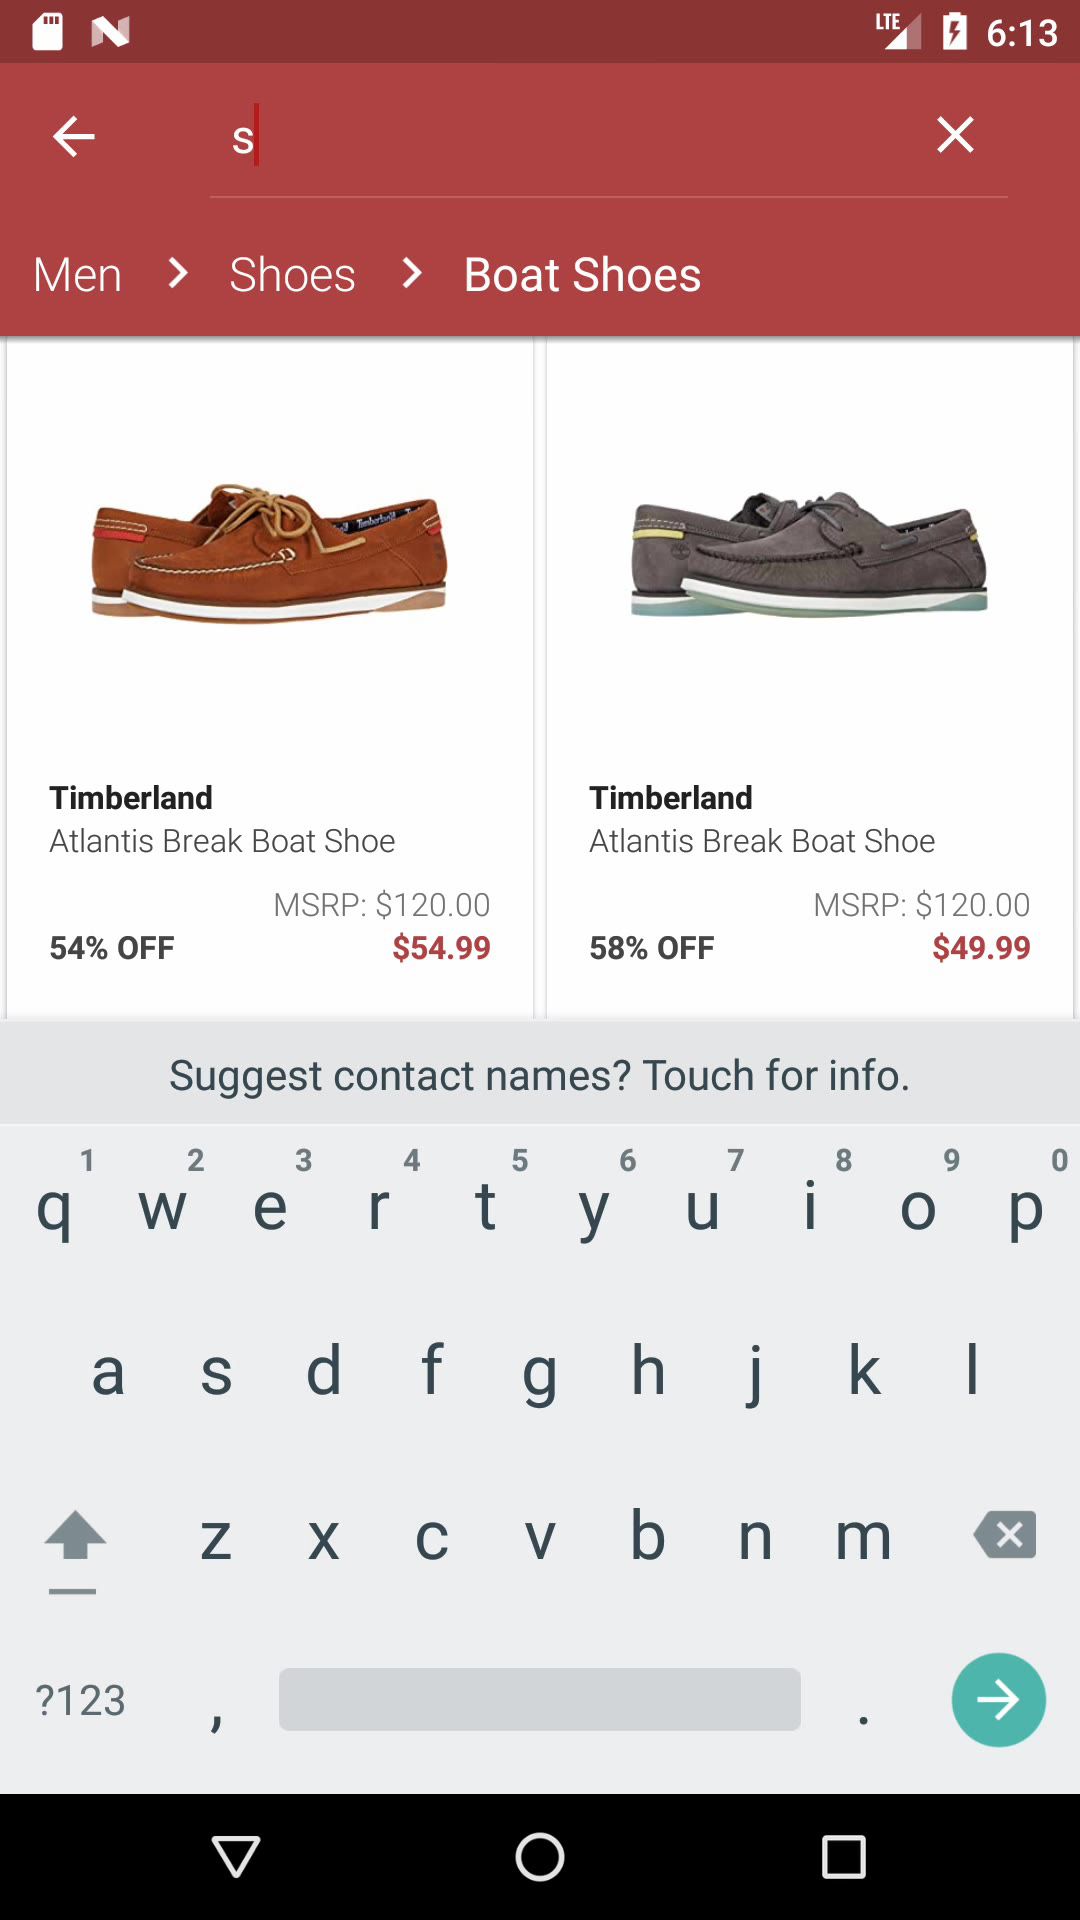 LTE 6:13
s
Men Shoes Boat Shoes
Timberland
Atlantis Break Boat Shoe
MSRP: $120.00
54% OFF $54.99
Timberland
Atlantis Break Boat Shoe
MSRP: $120.00
58% OFF $49.99
Suggest contact names? Touch for info.
1 2 3 4 5 6 7 8 9 0
q w e r t y u i o p
a s d f g h j k l
z x c v b n m
?123 , .